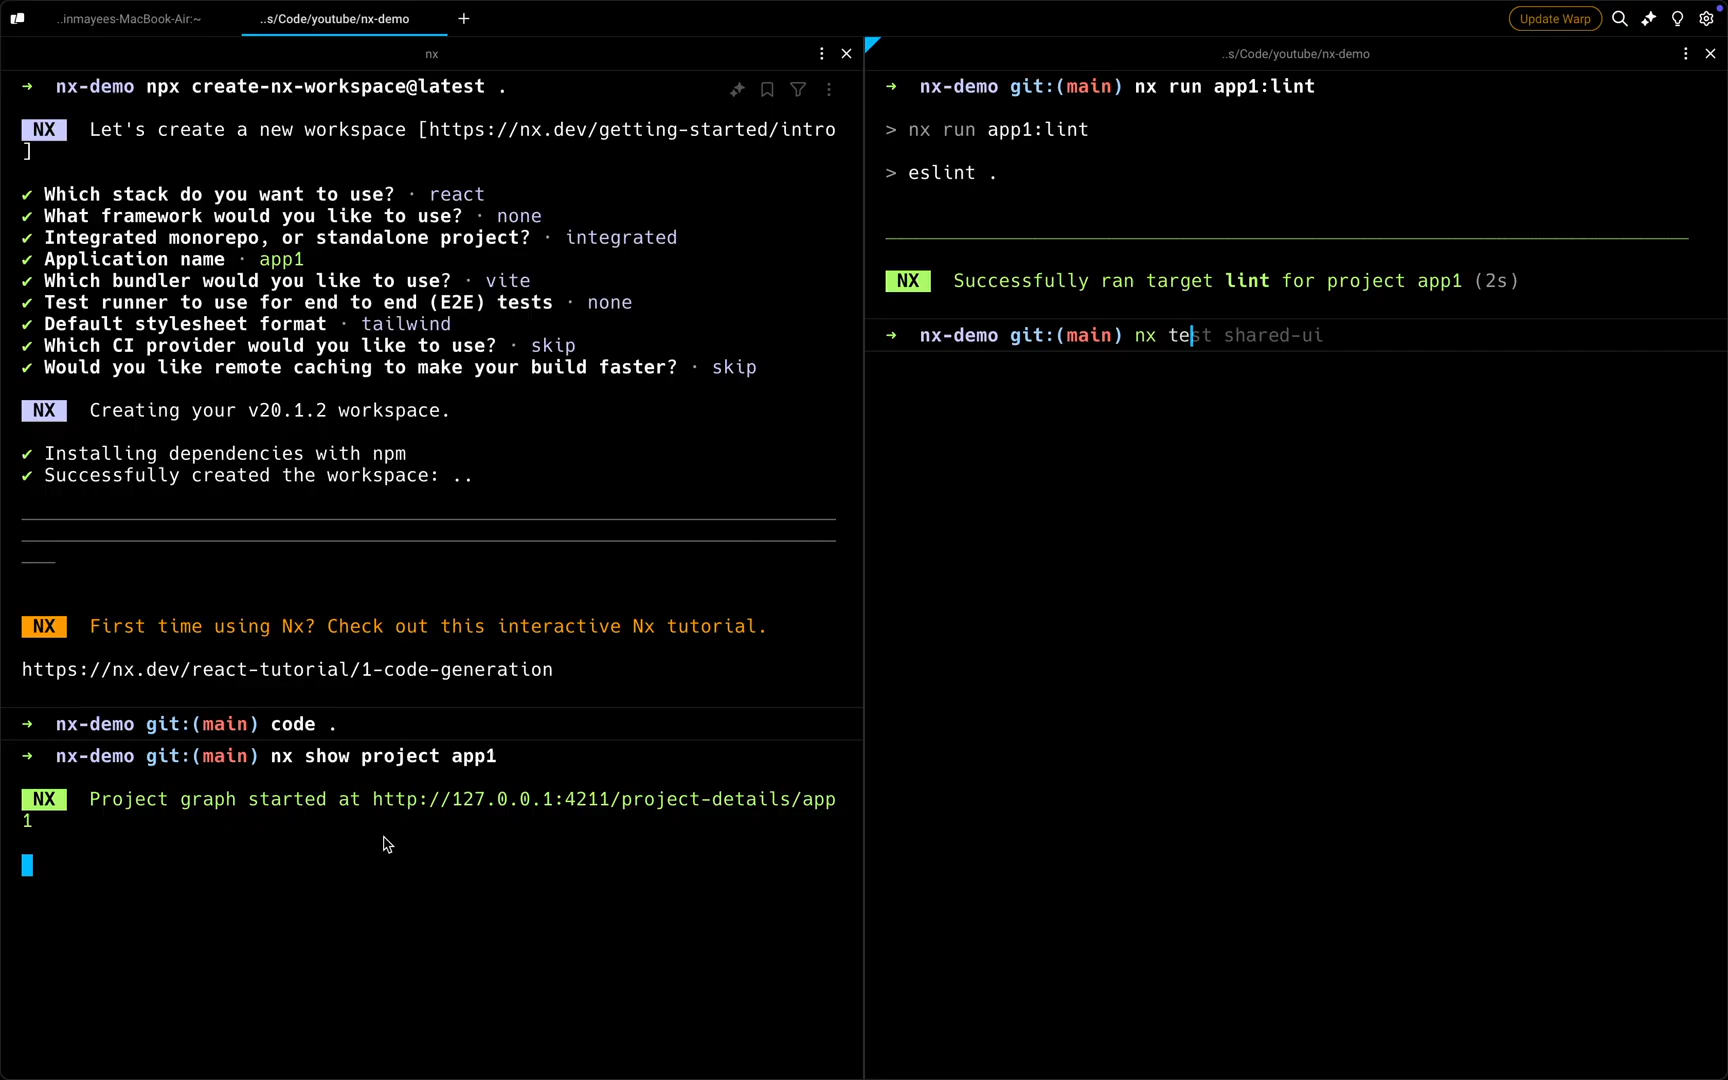 ..inmayees-MacBook-Air:~
..s/Code/youtube/nx-demo
+
Update Warp
nx
..s/Code/youtube/nx-demo
→ nx-demo npx create-nx-workspace@latest .
NX Let's create a new workspace [https://nx.dev/getting-started/intro
]
✔ Which stack do you want to use? · react
✔ What framework would you like to use? · none
✔ Integrated monorepo, or standalone project? · integrated
✔ Application name · app1
✔ Which bundler would you like to use? · vite
✔ Test runner to use for end to end (E2E) tests · none
✔ Default stylesheet format · tailwind
✔ Which CI provider would you like to use? · skip
✔ Would you like remote caching to make your build faster? · skip
NX Creating your v20.1.2 workspace.
✔ Installing dependencies with npm
✔ Successfully created the workspace: ..
NX First time using Nx? Check out this interactive Nx tutorial.
https://nx.dev/react-tutorial/1-code-generation
→ nx-demo git:(main) code .
→ nx-demo git:(main) nx show project app1
NX Project graph started at http://127.0.0.1:4211/project-details/app
1
→ nx-demo git:(main) nx run app1:lint
> nx run app1:lint
> eslint .
NX Successfully ran target lint for project app1 (2s)
→ nx-demo git:(main) nx test shared-ui